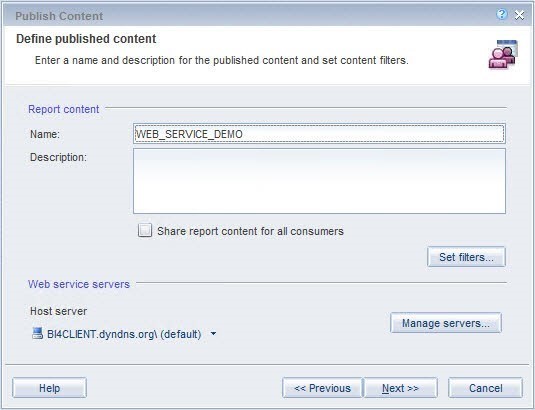 Publish Content
Define published content
Enter a name and description for the published content and set content filters.
Report content
Name:
WEB_SERVICE_DEMO
Description:
Share report content for all consumers
Set filters...
Web service servers
Host server
BI4CLIENT.dyndns.org\ (default)
Manage servers...
Help
<< Previous
Next >>
Cancel